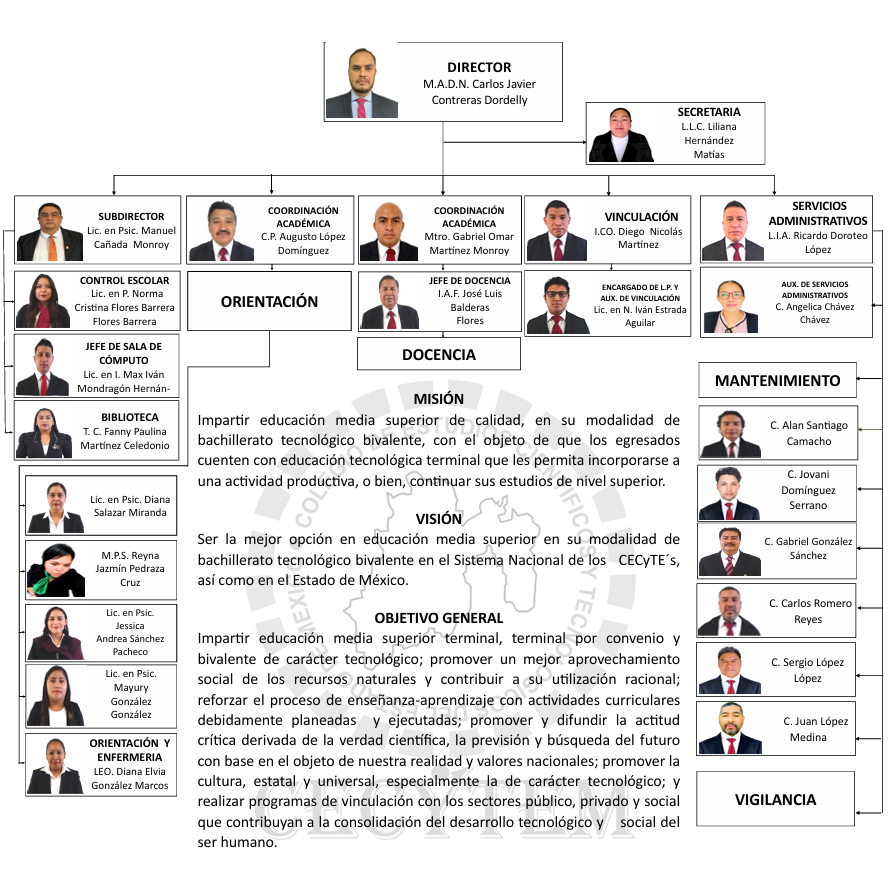 DIRECTOR
M.A.D.N. Carlos Javier
Contreras Dordelly
SECRETARIA
L.L.C. Liliana
Hernández
Matías
SUBDIRECTOR
Lic. en Psic. Manuel
Cañada Monroy
COORDINACIÓN
ACADÉMICA
C.P. Augusto López
Domínguez
COORDINACIÓN
ACADÉMICA
Mtro. Gabriel Omar
Martínez Monroy
VINCULACIÓN
I.CO. Diego Nicolás
Martínez
SERVICIOS
ADMINISTRATIVOS
L.I.A. Ricardo Doroteo
López
CONTROL ESCOLAR
Lic. en P. Norma
Cristina Flores Barrera
Flores Barrera
ORIENTACIÓN
JEFE DE DOCENCIA
I.A.F. José Luis
Balderas
Flores
ENCARGADO DE L.P. Y
AUX. DE VINCULACIÓN
Lic. en N. Iván Estrada
Aguilar
AUX. DE SERVICIOS
ADMINISTRATIVOS
C. Angelica Chávez
Chávez
JEFE DE SALA DE
CÓMPUTO
Lic. en I. Max Iván
Mondragón Hernán-
DOCENCIA
MANTENIMIENTO
BIBLIOTECA
T. C. Fanny Paulina
Martínez Celedonio
Lic. en Psic. Diana
Salazar Miranda
M.P.S. Reyna
Jazmín Pedraza
Cruz
Lic. en Psic.
Jessica
Andrea Sánchez
Pacheco
Lic. en Psic.
Mayury
González
González
ORIENTACIÓN Y
ENFERMERIA
LEO. Diana Elvia
González Marcos
MISIÓN
Impartir educación media superior de calidad, en su modalidad de
bachillerato tecnológico bivalente, con el objeto de que los egresados
cuenten con educación tecnológica terminal que les permita incorporarse a
una actividad productiva, o bien, continuar sus estudios de nivel superior.
VISIÓN
Ser la mejor opción en educación media superior en su modalidad de
bachillerato tecnológico bivalente en el Sistema Nacional de los CECyTE´s,
así como en el Estado de México.
OBJETIVO GENERAL
Impartir educación media superior terminal, terminal por convenio y
bivalente de carácter tecnológico; promover un mejor aprovechamiento
social de los recursos naturales y contribuir a su utilización racional;
reforzar el proceso de enseñanza-aprendizaje con actividades curriculares
debidamente planeadas y ejecutadas; promover y difundir la actitud
crítica derivada de la verdad científica, la previsión y búsqueda del futuro
con base en el objeto de nuestra realidad y valores nacionales; promover la
cultura, estatal y universal, especialmente la de carácter tecnológico; y
realizar programas de vinculación con los sectores público, privado y social
que contribuyan a la consolidación del desarrollo tecnológico y social del
ser humano.
C. Alan Santiago
Camacho
C. Jovani
Domínguez
Serrano
C. Gabriel González
Sánchez
C. Carlos Romero
Reyes
C. Sergio López
López
C. Juan López
Medina
VIGILANCIA
COLEGIO DE ESTUDIOS CIENTÍFICOS Y TECNOLÓGICOS DEL ESTADO DE MÉXICO
CECYTEM